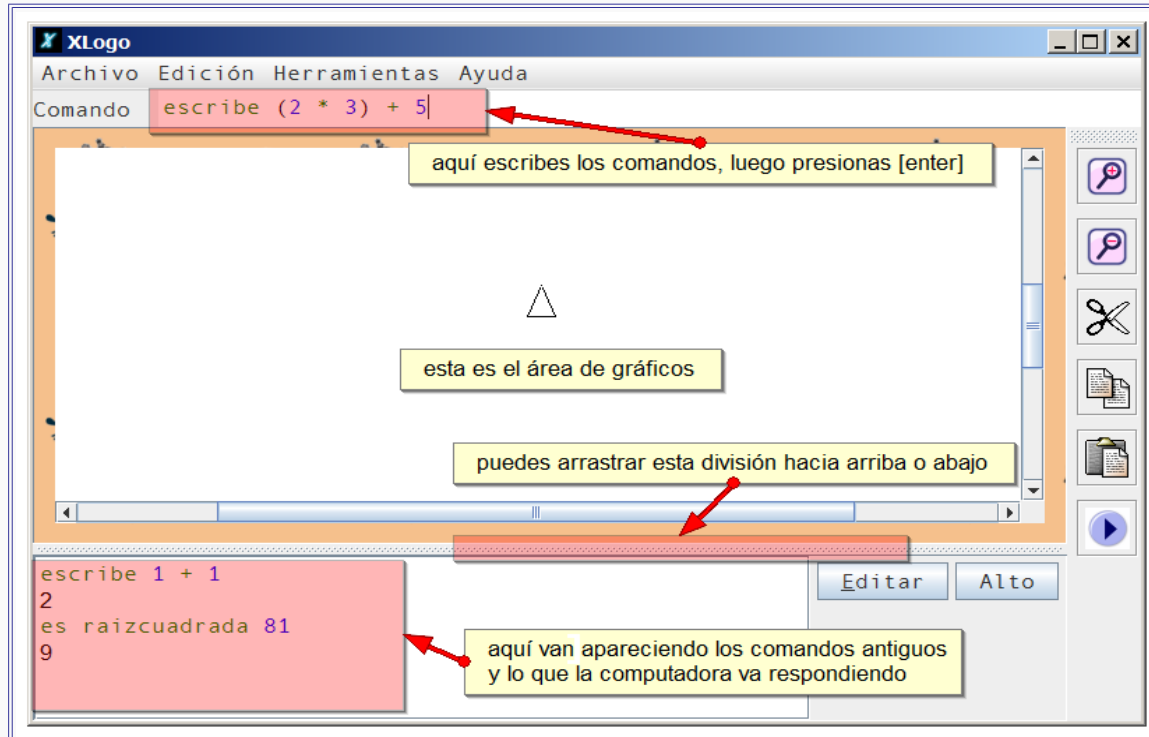 XLogo
Archivo Edición Herramientas Ayuda
Comando escribe (2 * 3) + 5
aquí escribes los comandos, luego presionas [enter]
esta es el área de gráficos
puedes arrastrar esta división hacia arriba o abajo
escribe 1 + 1
2
es raizcuadrada 81
9
Editar Alto
aquí van apareciendo los comandos antiguos
y lo que la computadora va respondiendo